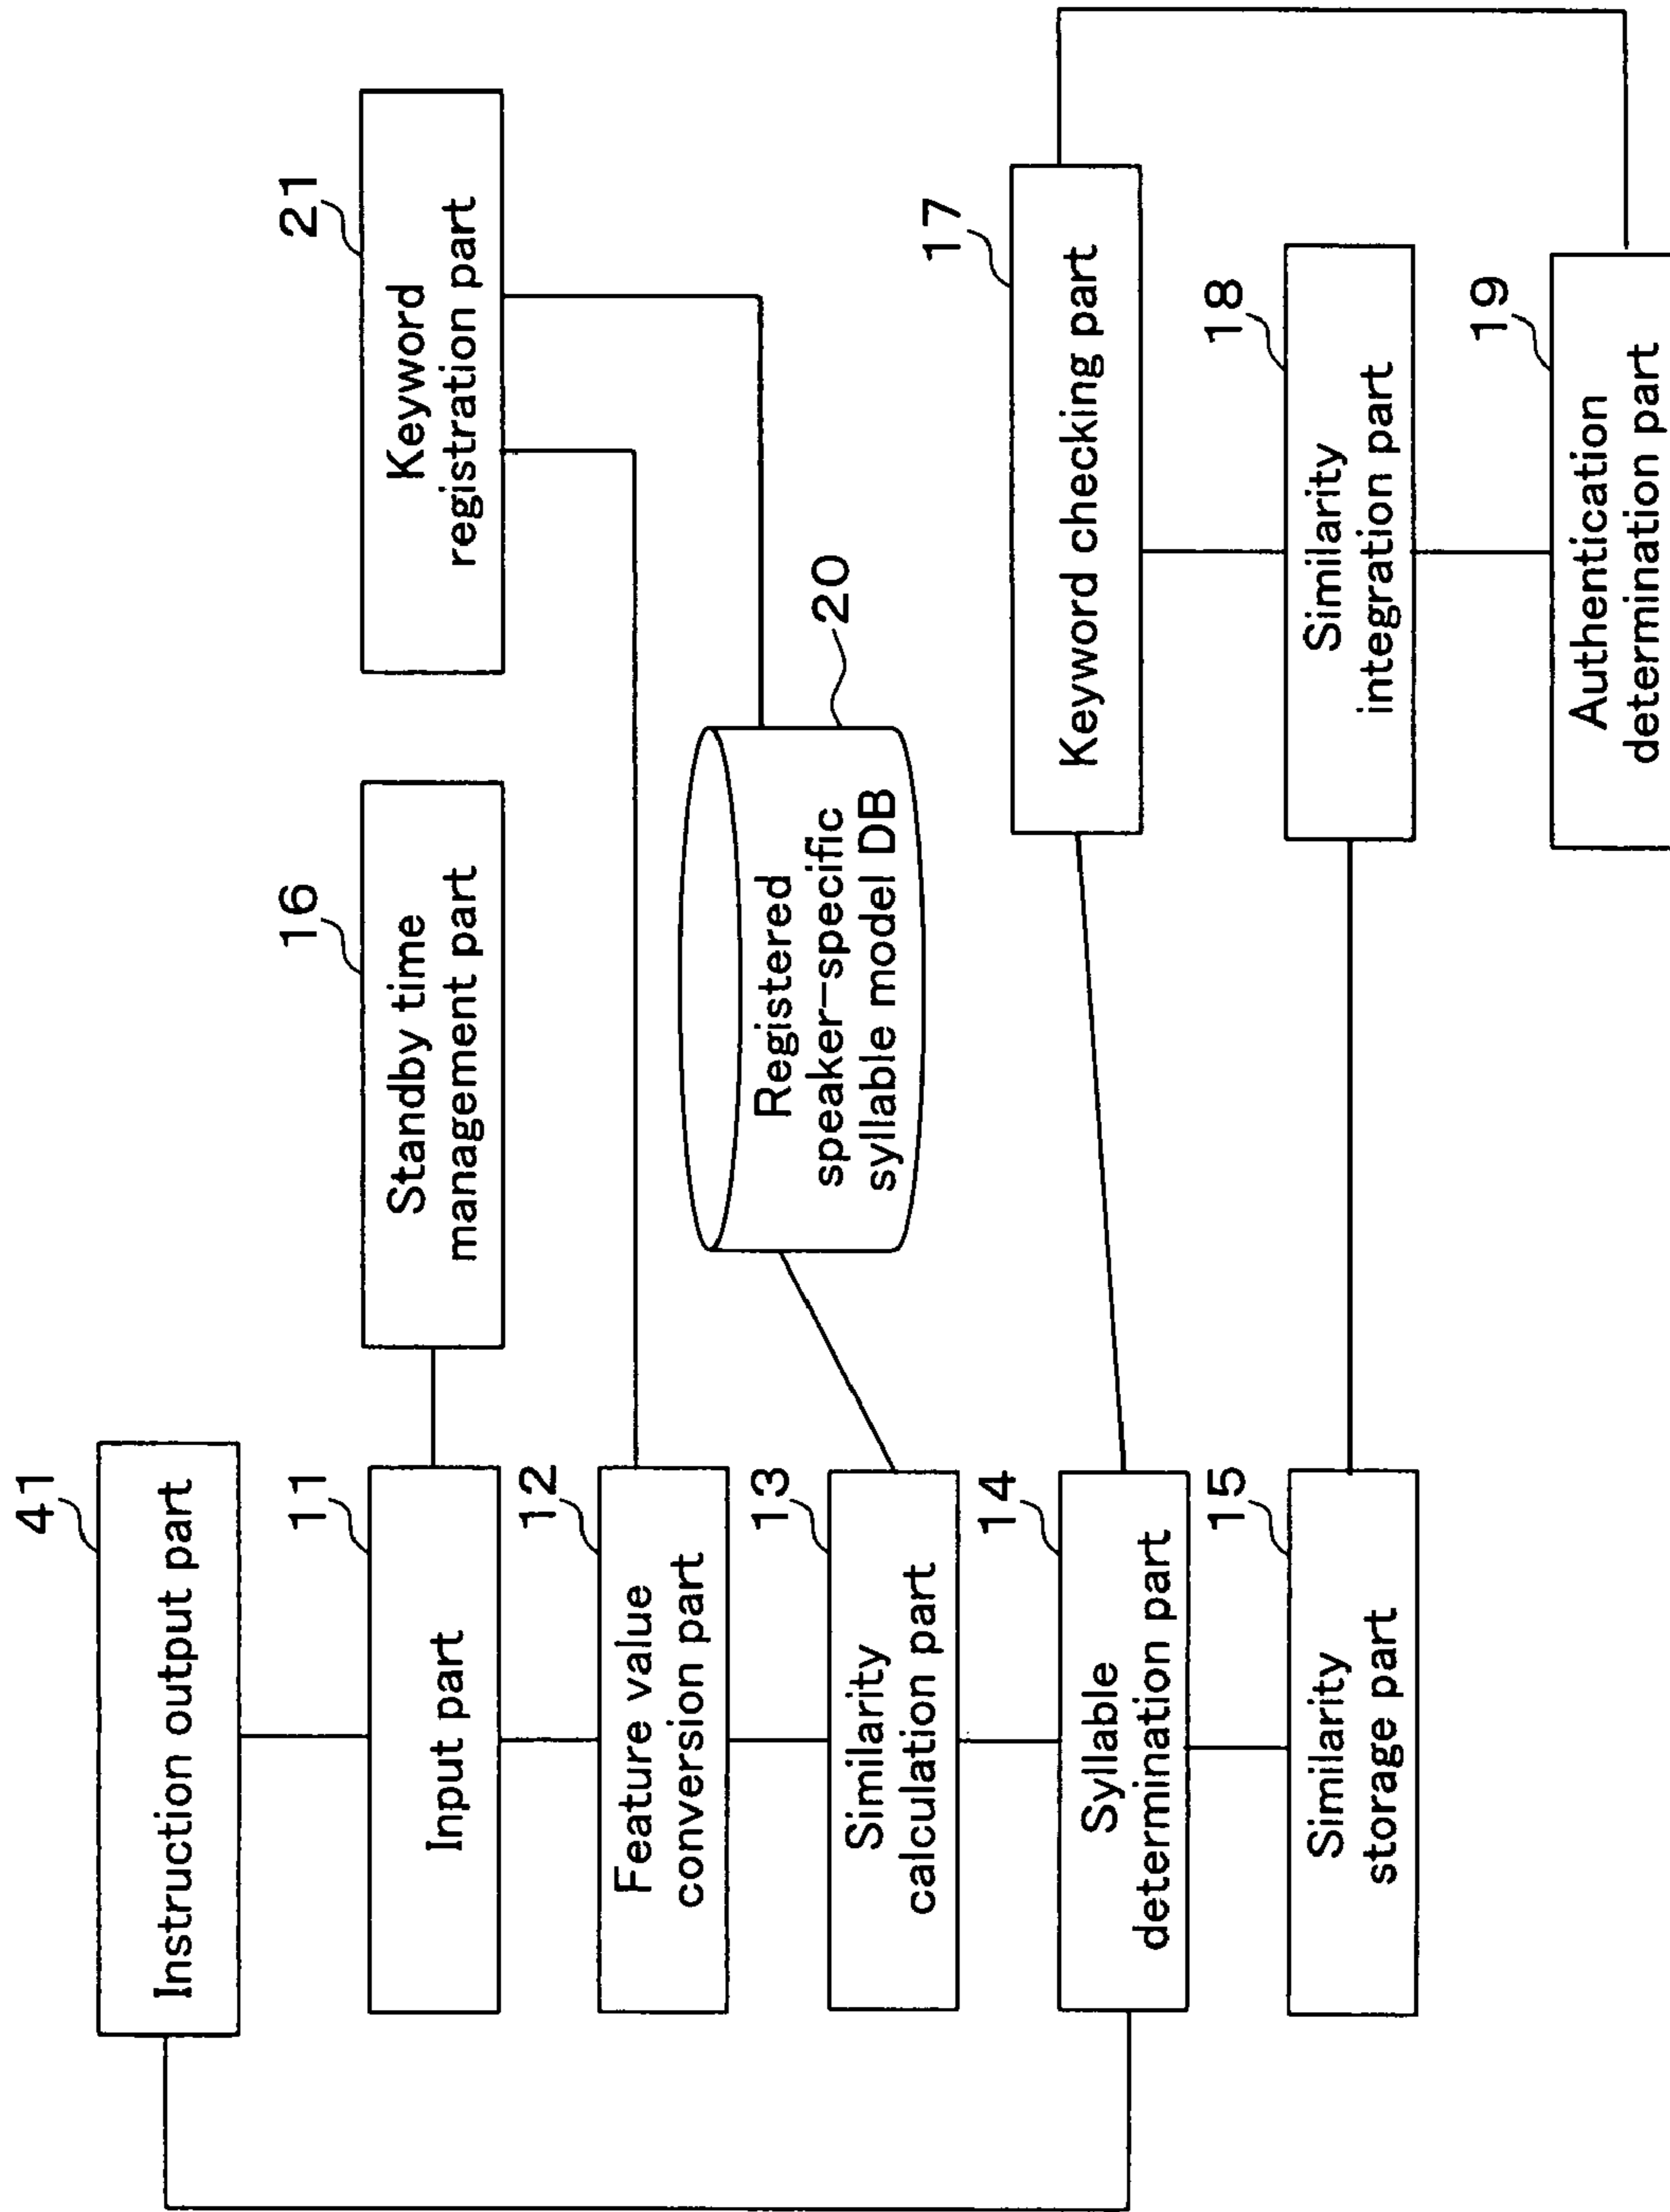 41
Instruction output part
11
Input part
16
Standby time
management part
21
Keyword
registration part
12
Feature value
conversion part
13
Similarity
calculation part
Registered
speaker-specific
syllable model DB
20
14
Syllable
determination part
17
Keyword checking part
15
Similarity
storage part
18
Similarity
integration part
19
Authentication
determination part